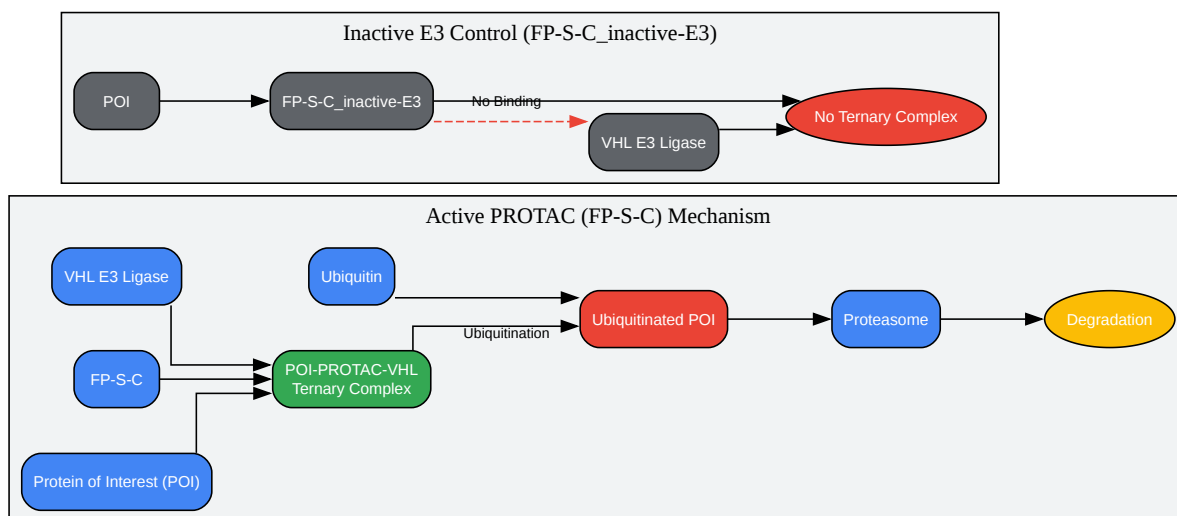 Inactive E3 Control (FP-S-C_inactive-E3)
POI
FP-S-C_inactive-E3
No Binding
VHL E3 Ligase
No Ternary Complex
Active PROTAC (FP-S-C) Mechanism
VHL E3 Ligase
Ubiquitin
FP-S-C
POI-PROTAC-VHL
Ternary Complex
Ubiquitination
Ubiquitinated POI
Proteasome
Degradation
Protein of Interest (POI)